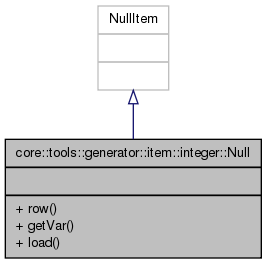 NullItem
core::tools::generator::item::integer::Null
+ row()
+ getVar()
+ load()